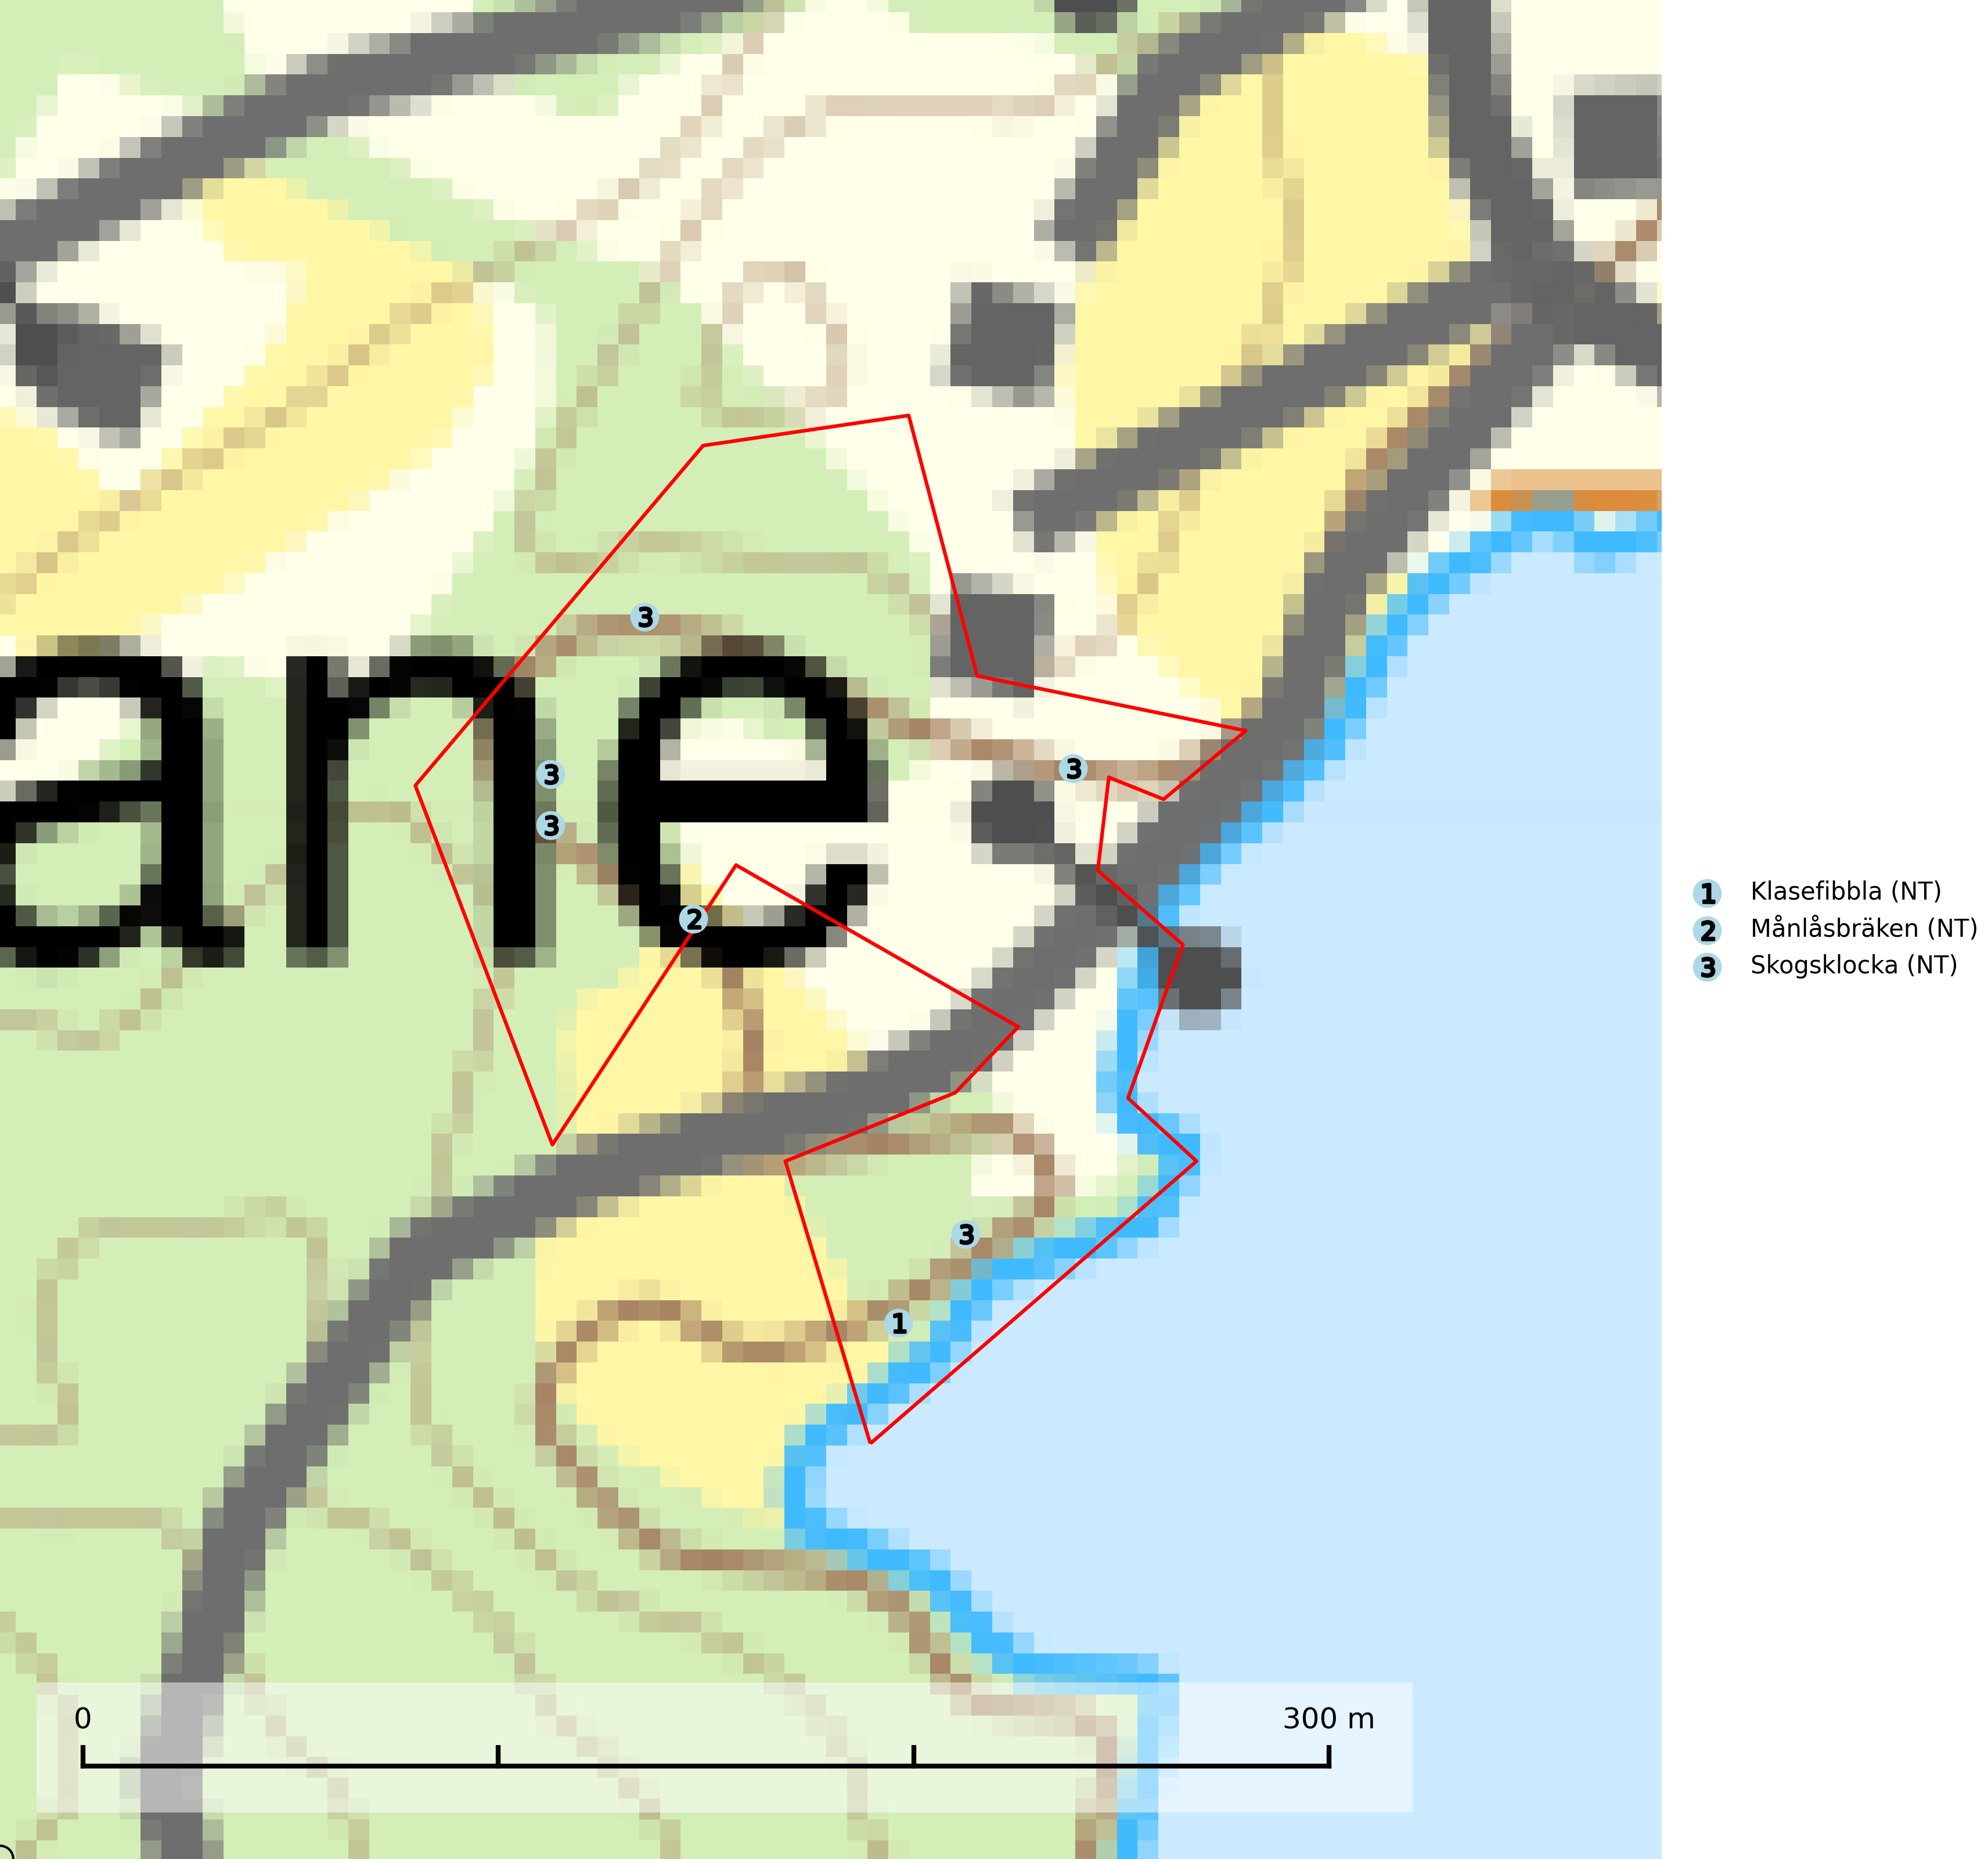 3
ane
3
3
3
2
3
1
1 Klasefibbla (NT)
2 Månlåsbräken (NT)
3 Skogsklocka (NT)
0 300 m